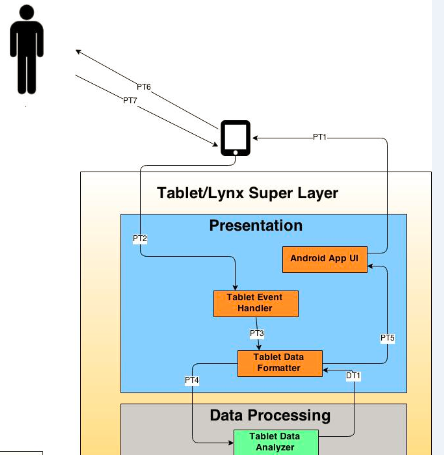 PT6
PT7
PT1
Tablet/Lynx Super Layer
Presentation
PT2
Android App UI
Tablet Event
Handler
PT3
PT5
Tablet Data
Formatter
PT4
DT1
Data Processing
Tablet Data
Analyzer